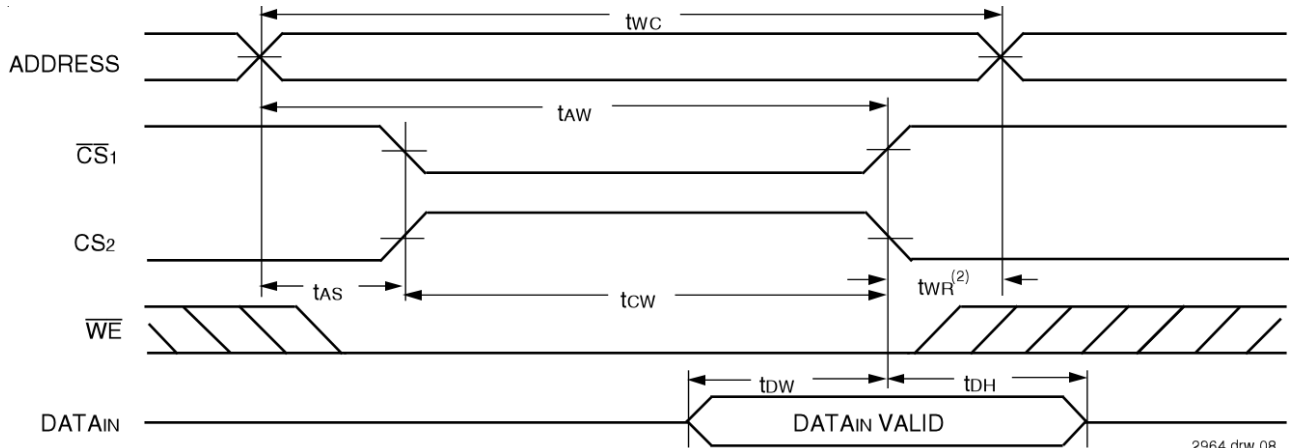 tWC
ADDRESS
tAW
CS1
CS2
tAS
tCW
tWR(2)
WE
tDW
tDH
DATAIN
DATAIN VALID
2964 drw 08